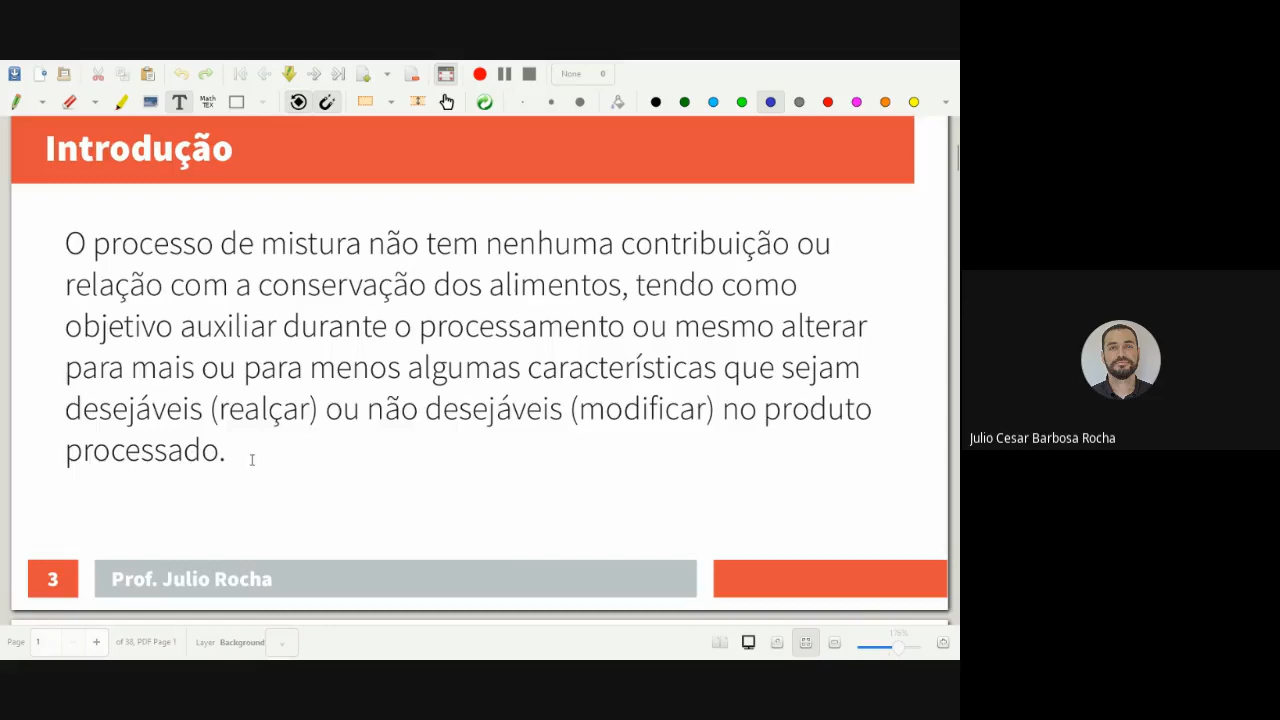 None 0
Math
TEX
T
Introdução
O processo de mistura não tem nenhuma contribuição ou
relação com a conservação dos alimentos, tendo como
objetivo auxiliar durante o processamento ou mesmo alterar
para mais ou para menos algumas características que sejam
desejáveis (realçar) ou não desejáveis (modificar) no produto
processado.
Julio Cesar Barbosa Rocha
3 Prof. Julio Rocha
Page 1 + of 38, PDF Page 1 Layer Background 176%